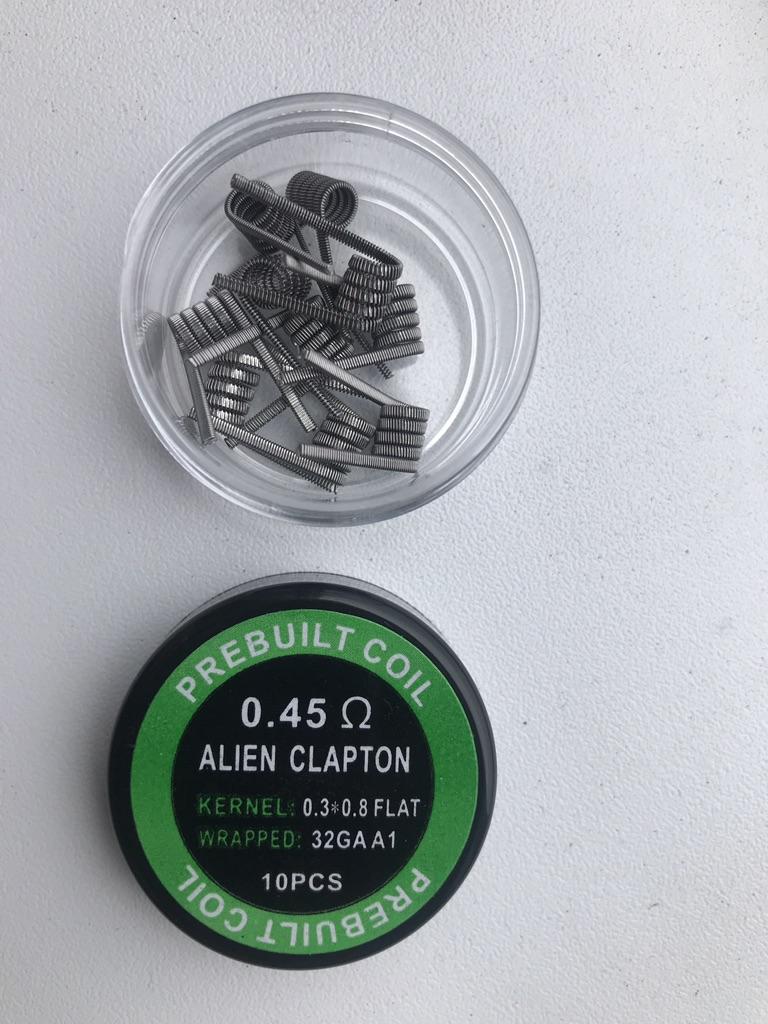 PREBUILT COIL
0.45 Ω
ALIEN CLAPTON
KERNEL: 0.3*0.8 FLAT
WRAPPED: 32GA A1
10PCS
PREBUILT COIL